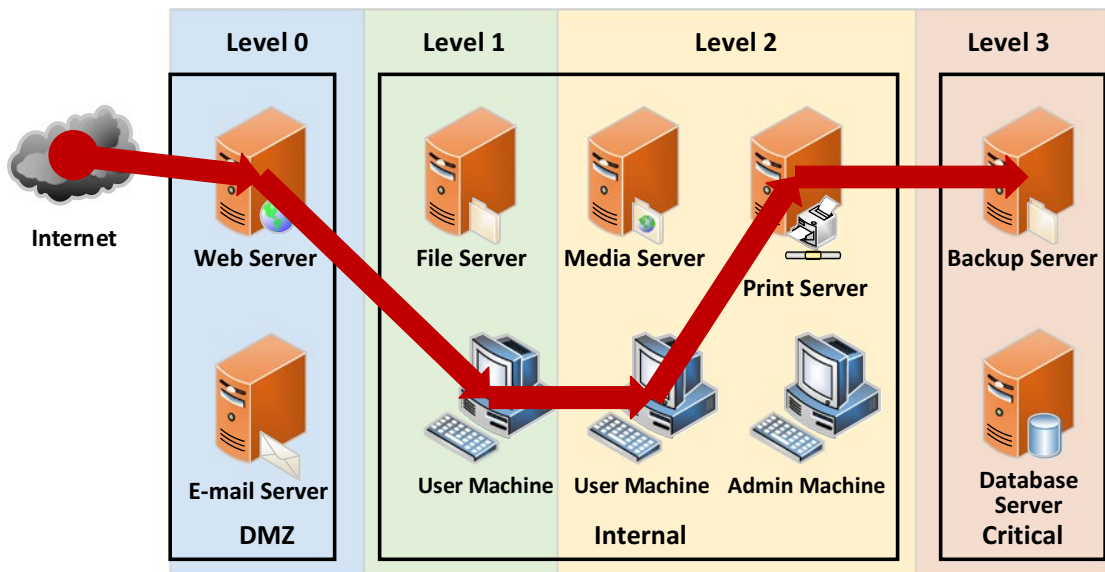 Level 0
Level 1
Level 2
Level 3
Internet
Web Server
File Server
Media Server
Print Server
Backup Server
E-mail Server
User Machine
User Machine
Admin Machine
Database
Server
DMZ
Internal
Critical